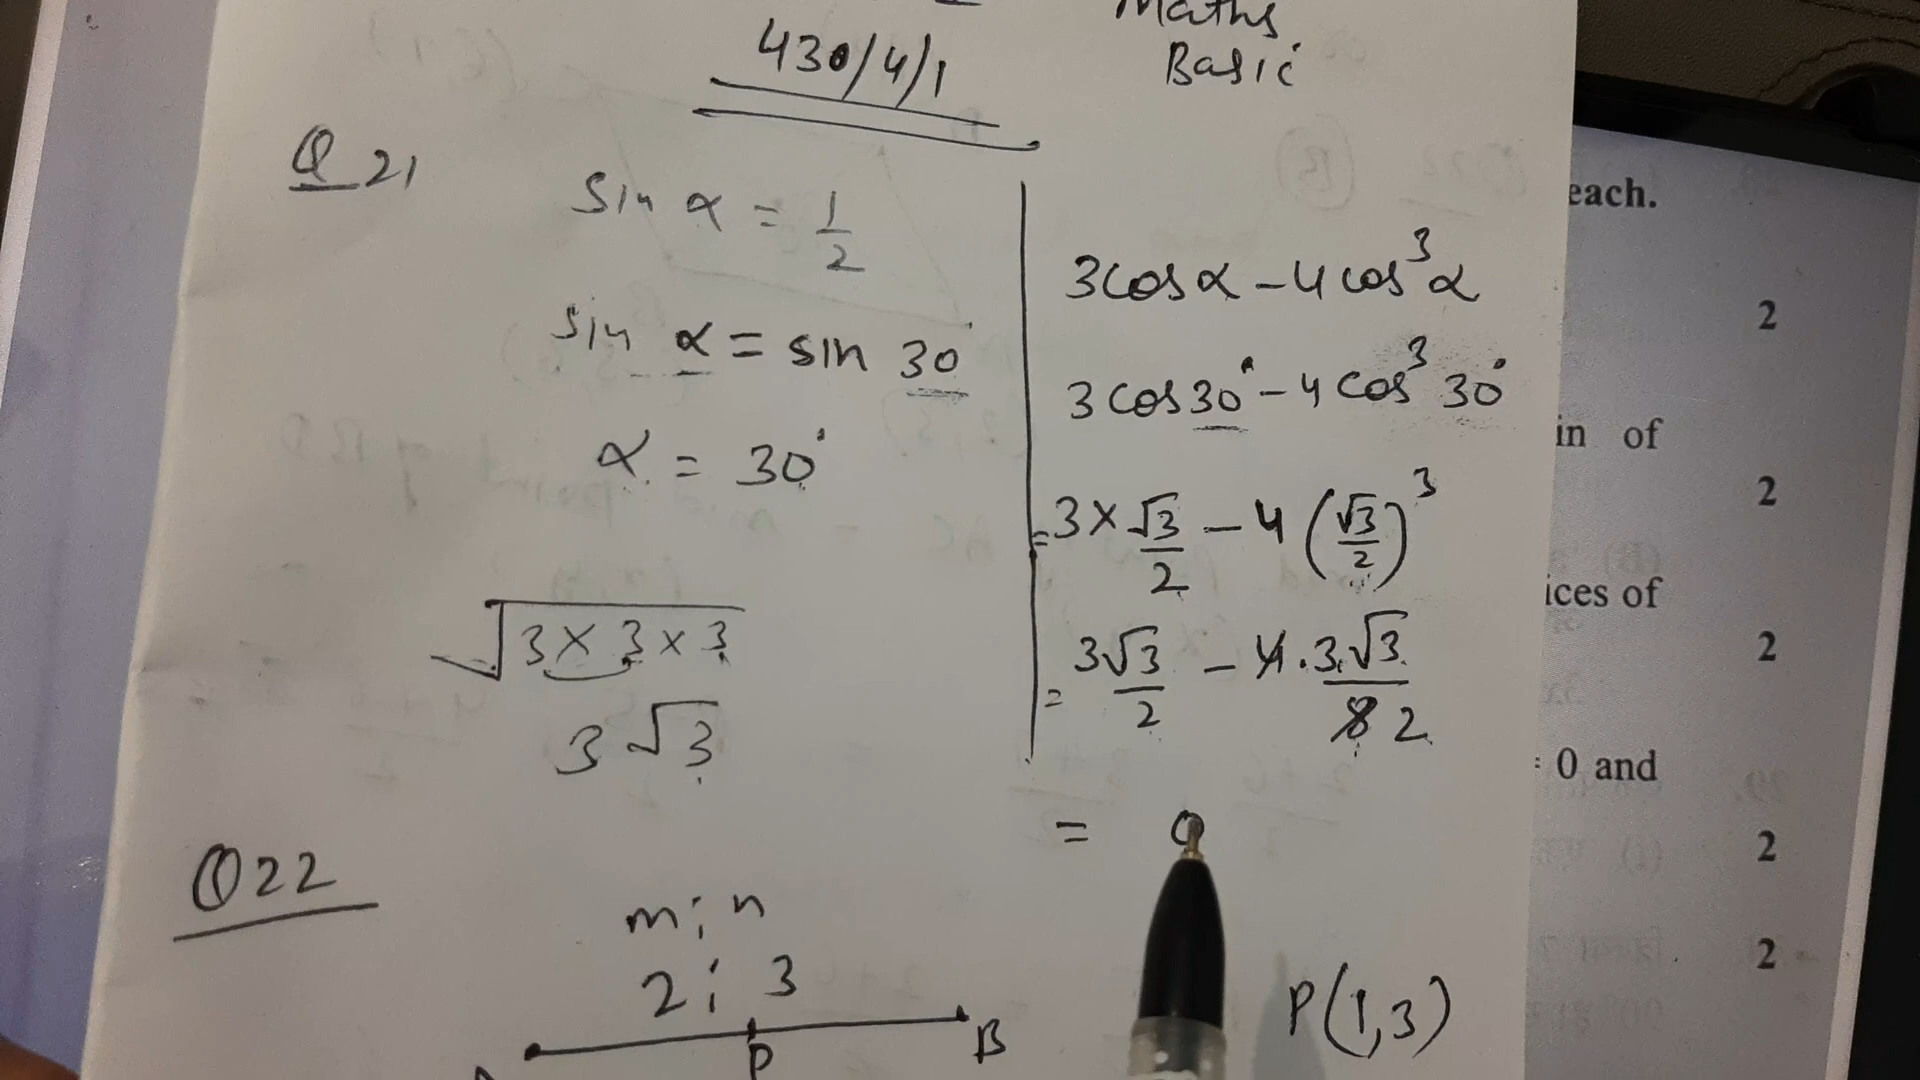 Maths
Basic
430/4/1
Q 21
sin α = 1/2
sin α = sin 30
α = 30°
√3×3×3
3√3
3cosα - 4cos³α
3cos30° - 4cos³30°
= 3×√3/2 - 4(√3/2)³
= 3√3/2 - 4.3.√3/8 2
= 0
Q22
m:n
2:3
P
B
P(1,3)
each.
2
in of
2
ices of
2
= 0 and
2
2